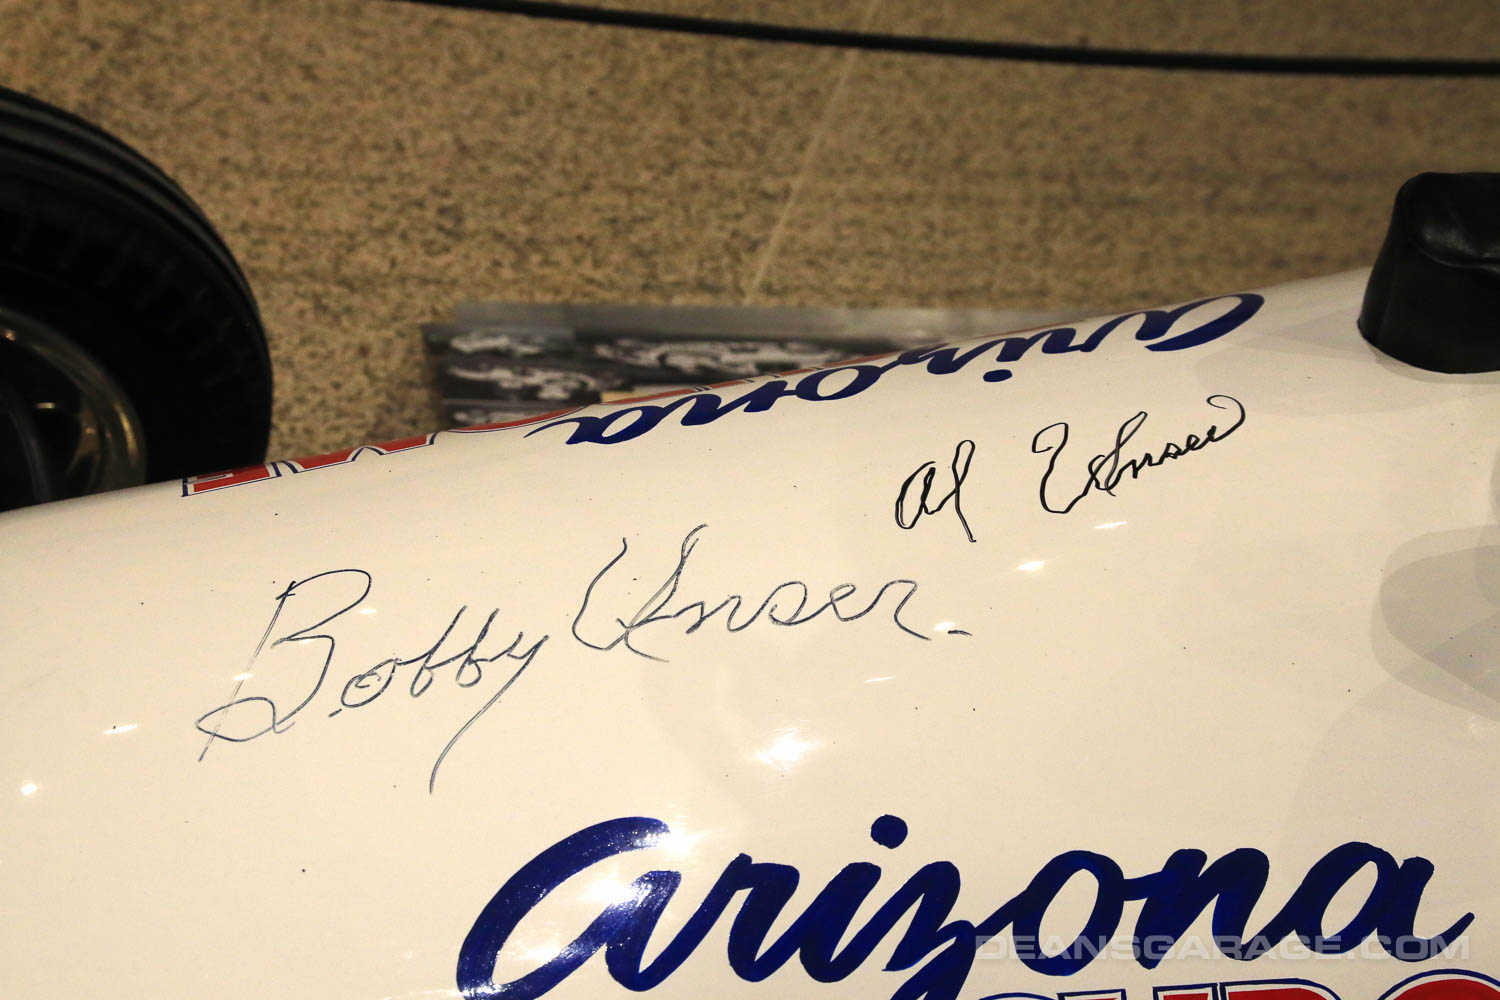 arizona
al Unser
Bobby Unser.
arizona
DEANSGARAGE.COM